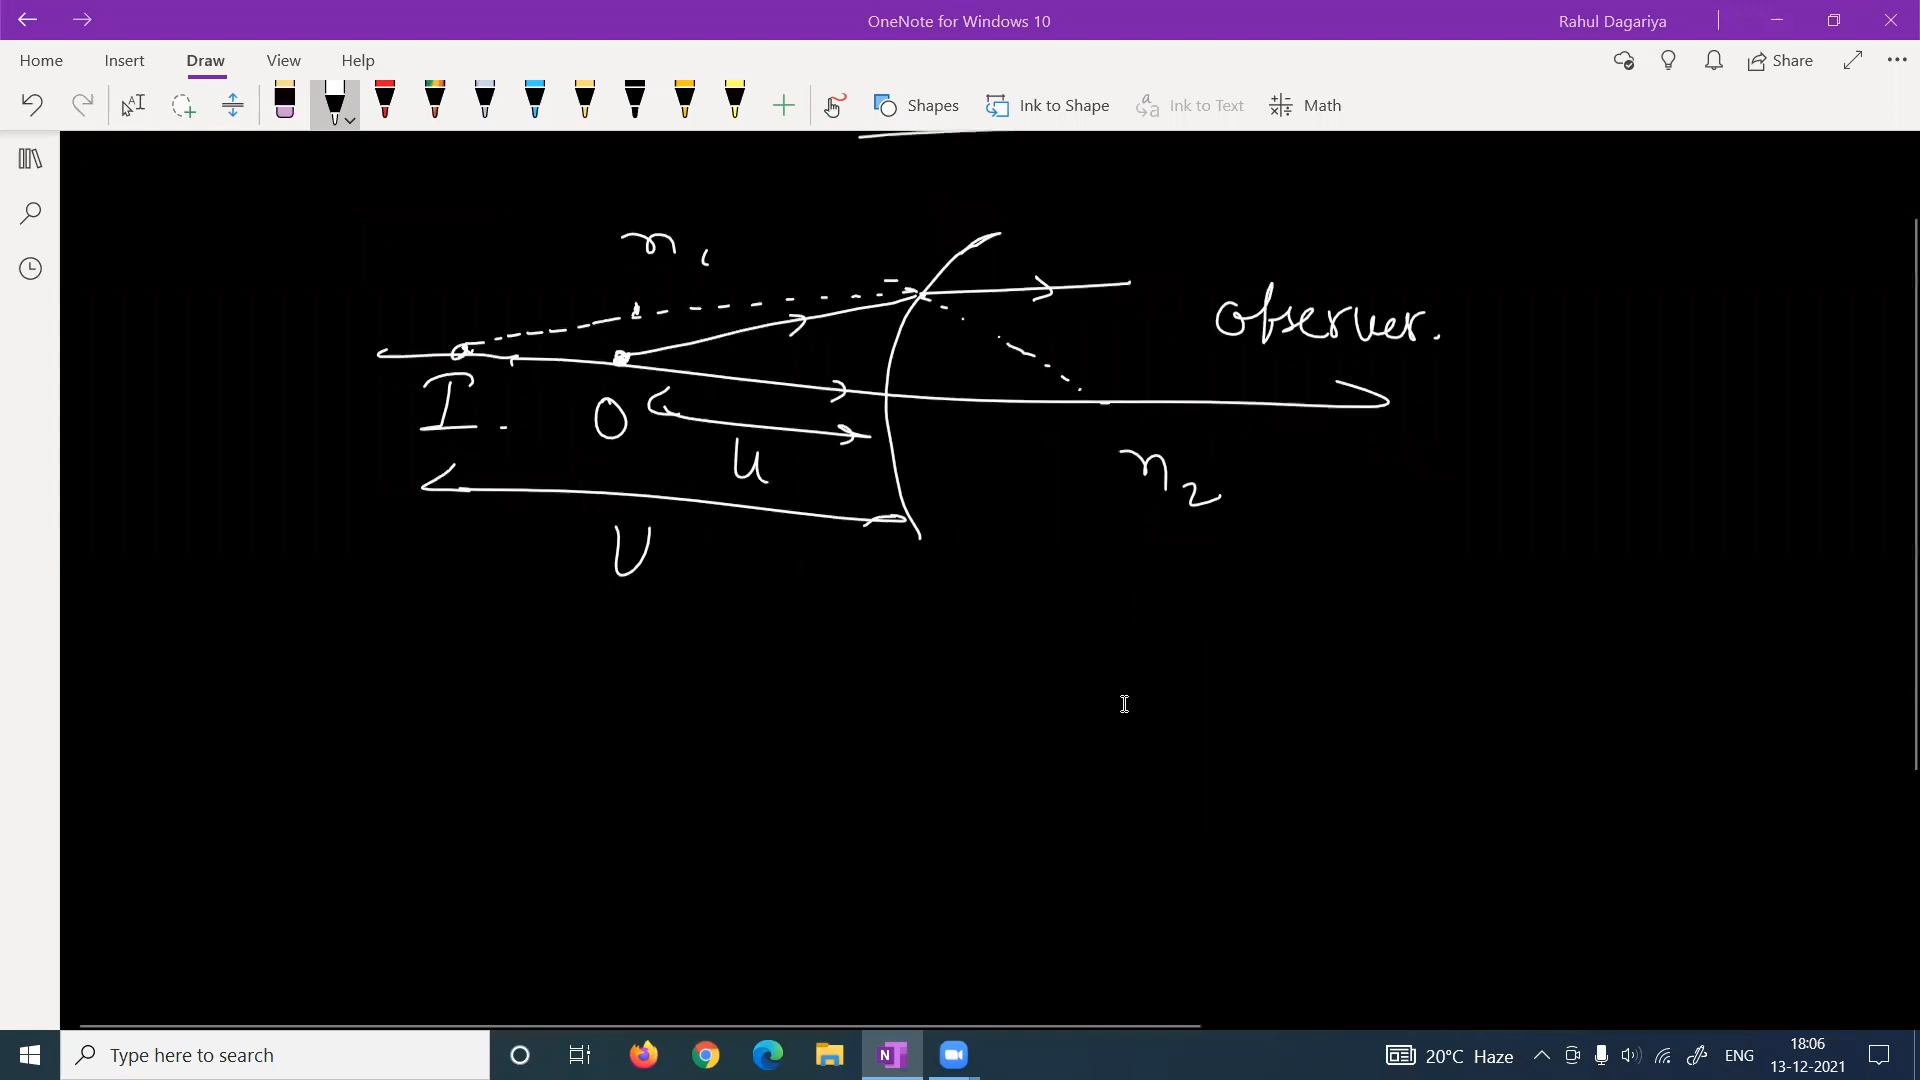 OneNote for Windows 10
Rahul Dagariya
Home Insert Draw View Help
Share
Shapes
Ink to Shape
Ink to Text
Math
n₁
observer.
I.
O
u
n₂
v
Type here to search
20°C Haze
ENG
18:06
13-12-2021